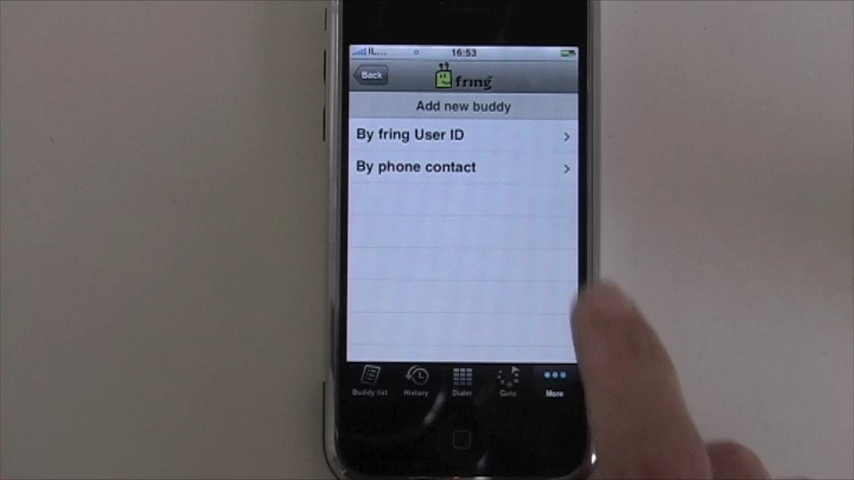 IL... 16:53
Back
fring
Add new buddy
By fring User ID
By phone contact
Buddy list History Dialer Goto More